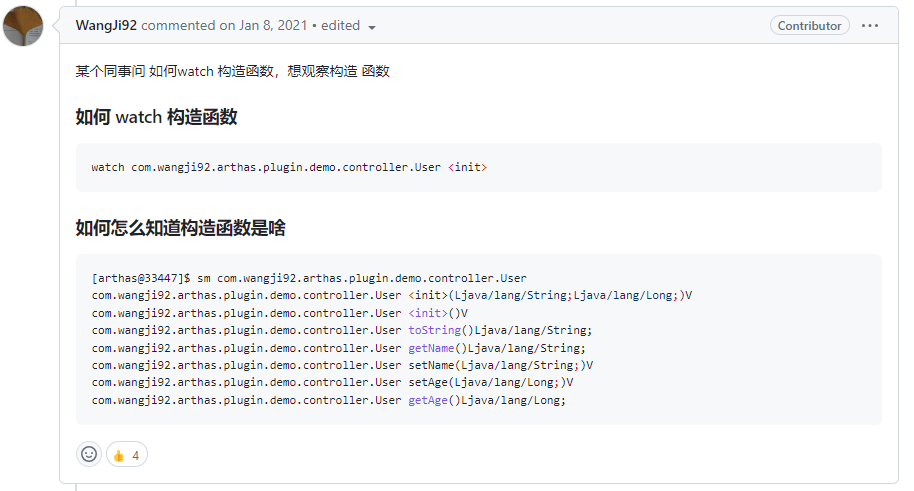 WangJi92 commented on Jan 8, 2021 • edited
Contributor
某个同事问 如何watch 构造函数，想观察构造 函数
如何 watch 构造函数
watch com.wangji92.arthas.plugin.demo.controller.User <init>
如何怎么知道构造函数是啥
[arthas@33447]$ sm com.wangji92.arthas.plugin.demo.controller.User
com.wangji92.arthas.plugin.demo.controller.User <init>(Ljava/lang/String;Ljava/lang/Long;)V
com.wangji92.arthas.plugin.demo.controller.User <init>()V
com.wangji92.arthas.plugin.demo.controller.User toString()Ljava/lang/String;
com.wangji92.arthas.plugin.demo.controller.User getName()Ljava/lang/String;
com.wangji92.arthas.plugin.demo.controller.User setName(Ljava/lang/String;)V
com.wangji92.arthas.plugin.demo.controller.User setAge(Ljava/lang/Long;)V
com.wangji92.arthas.plugin.demo.controller.User getAge()Ljava/lang/Long;
4